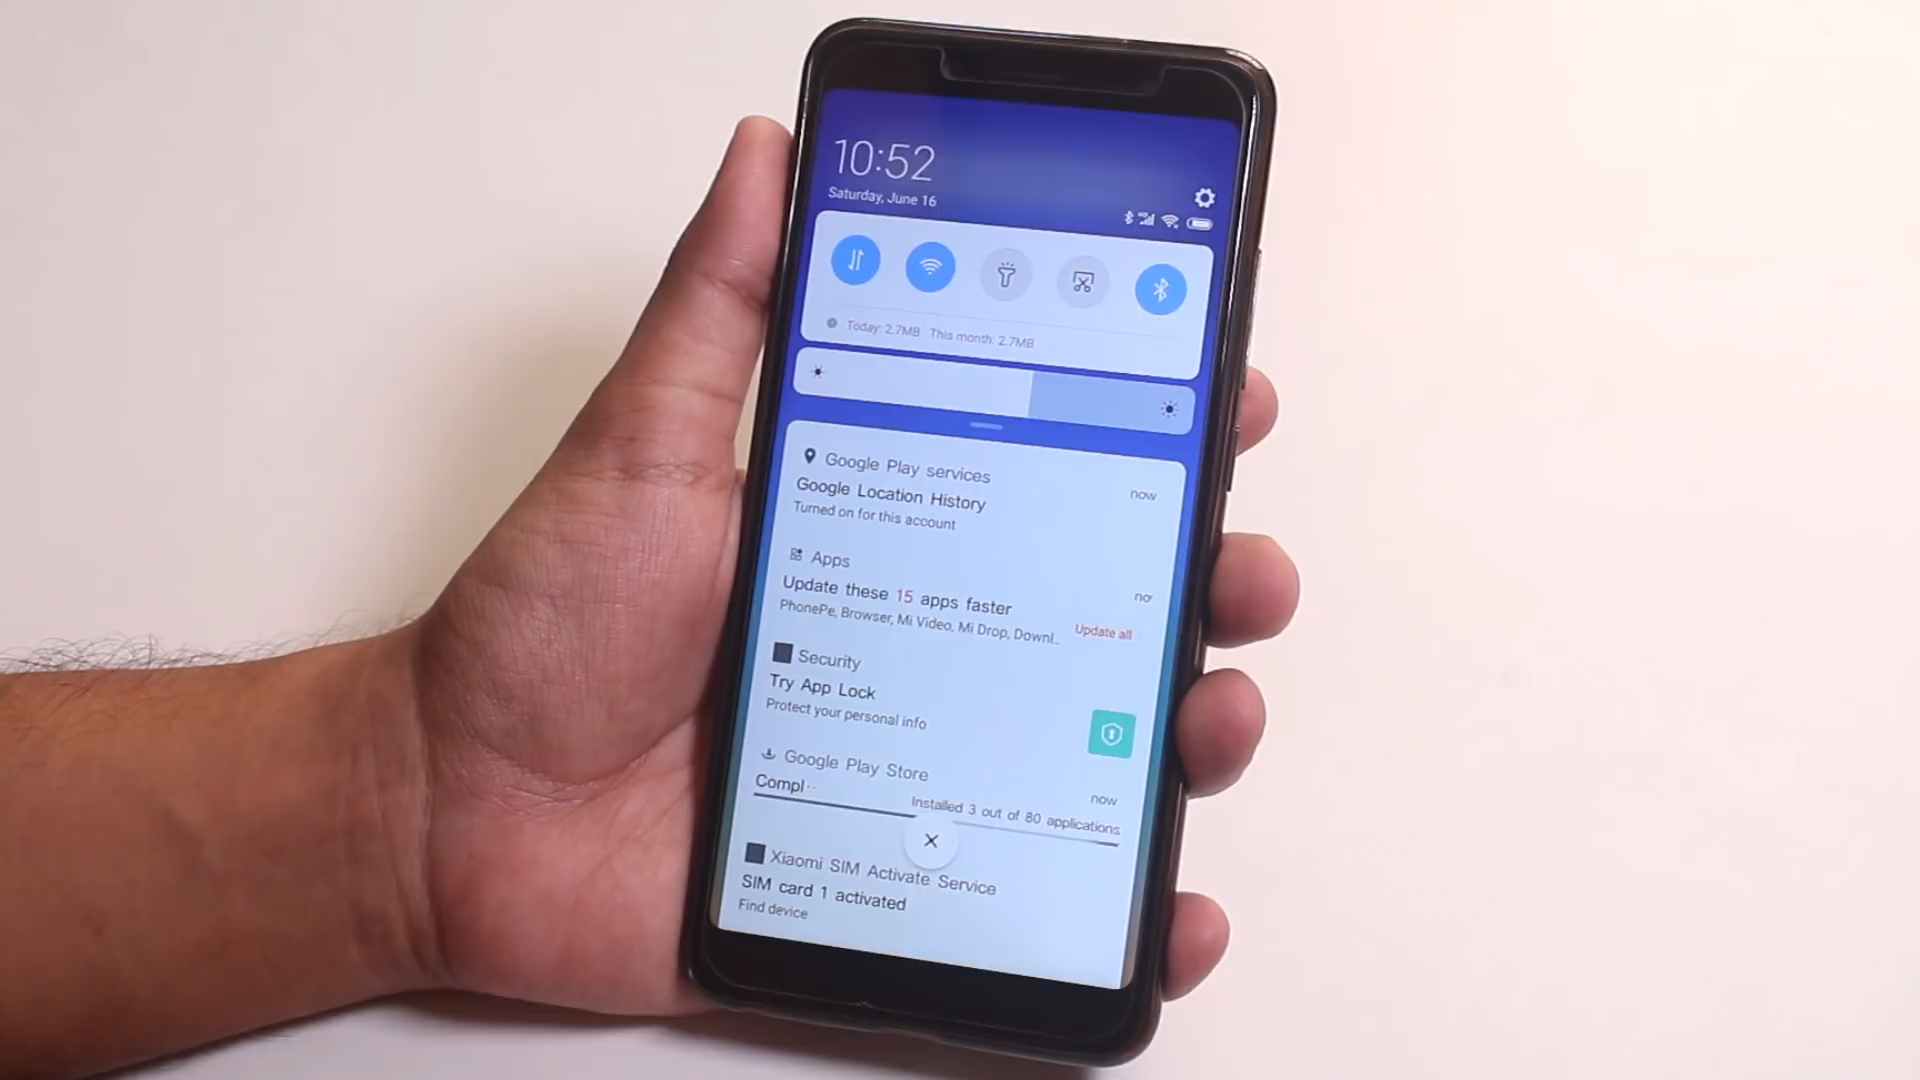 10:52
Saturday, June 16
Today: 2.7MB This month: 2.7MB
Google Play services
now
Google Location History
Turned on for this account
Apps
Update these 15 apps faster
PhonePe, Browser, Mi Video, Mi Drop, Downl..
Update all
Security
Try App Lock
Protect your personal info
Google Play Store
now
Compl..
Installed 3 out of 80 applications
Xiaomi SIM Activate Service
SIM card 1 activated
Find device